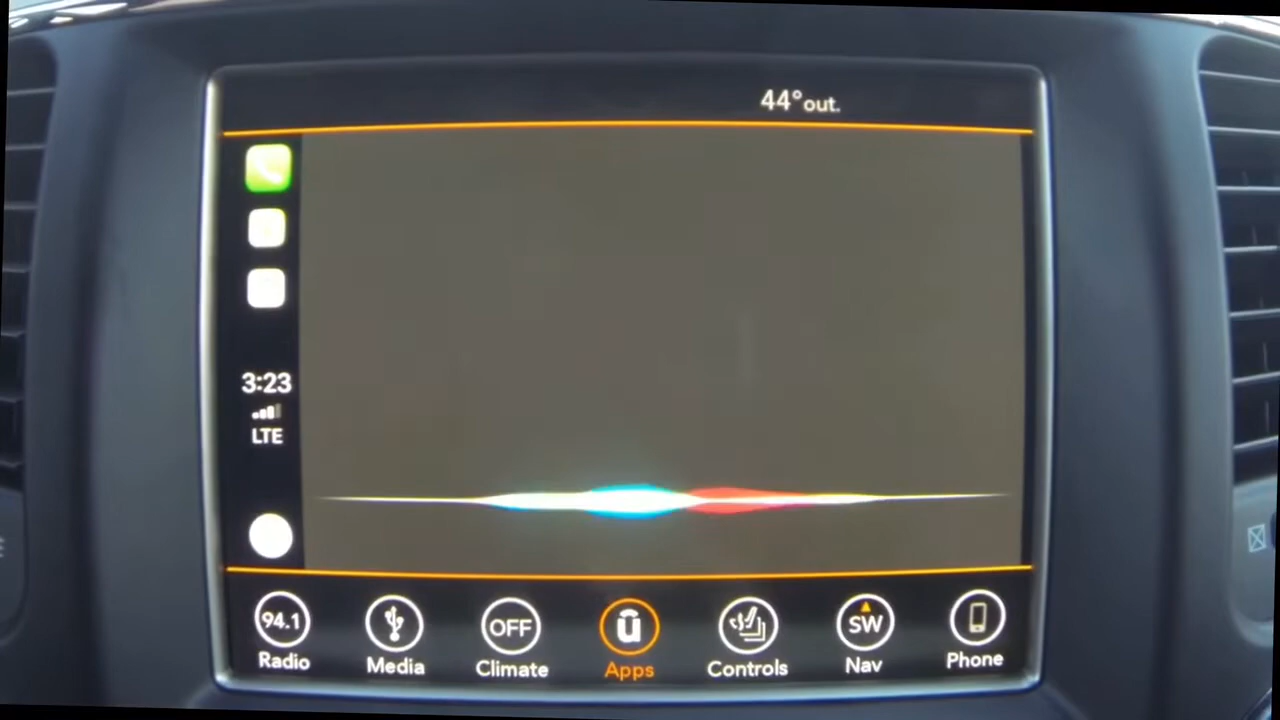 44°out.
3:23
LTE
94.1
OFF
SW
Radio
Media
Climate
Apps
Controls
Nav
Phone